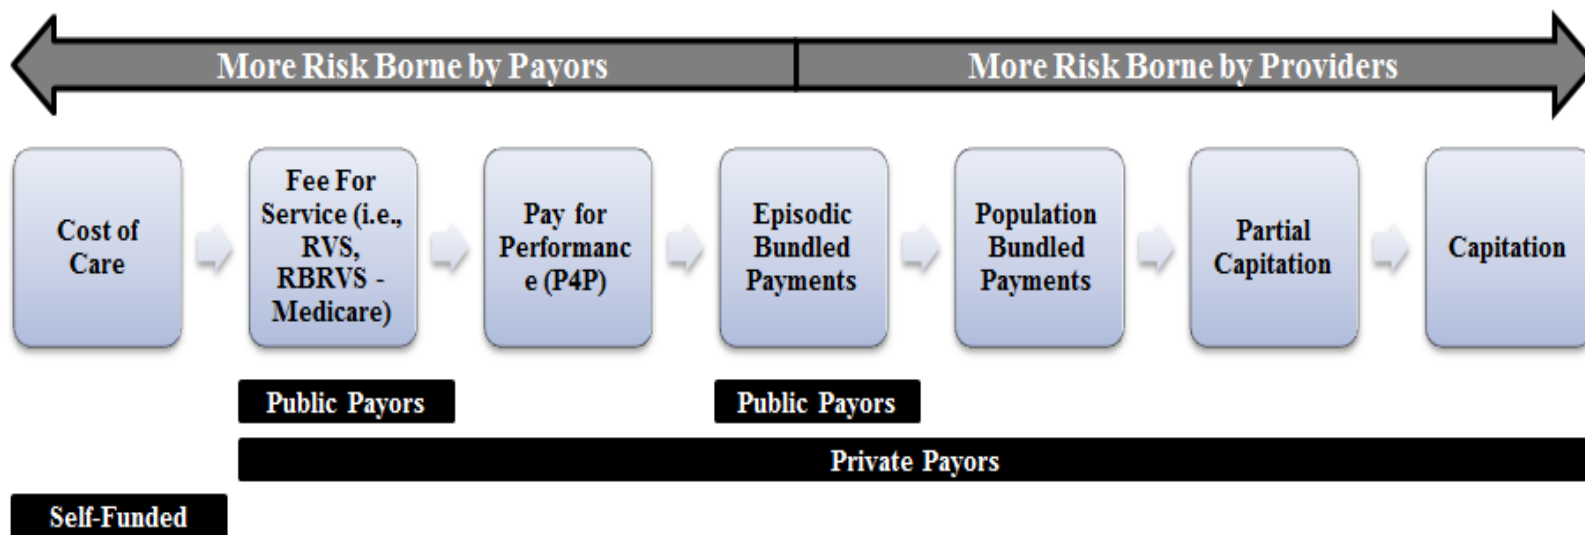 More Risk Borne by Payors
More Risk Borne by Providers
Cost of
Care
Fee For
Service (i.e.,
RVS,
RBRVS -
Medicare)
Pay for
Performanc
e (P4P)
Episodic
Bundled
Payments
Population
Bundled
Payments
Partial
Capitation
Capitation
Public Payors
Public Payors
Private Payors
Self-Funded